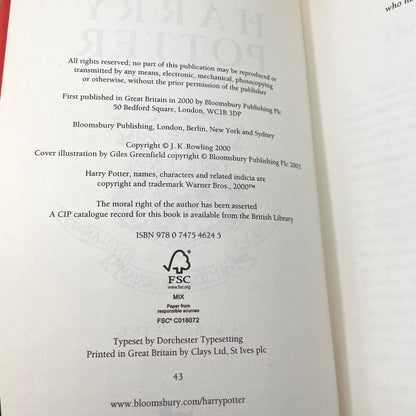 All rights reserved; no part of this publication may be reproduced or
transmitted by any means, electronic, mechanical, photocopying
or otherwise, without the prior permission of the publisher
First published in Great Britain in 2000 by Bloomsbury Publishing Plc
50 Bedford Square, London, WC1B 3DP
Bloomsbury Publishing, London, Berlin, New York and Sydney
Copyright © J. K. Rowling 2000
Cover illustration by Giles Greenfield copyright © Bloomsbury Publishing Plc 2005
Harry Potter, names, characters and related indicia are
copyright and trademark Warner Bros., 2000™
The moral right of the author has been asserted
A CIP catalogue record for this book is available from the British Library
ISBN 978 0 7475 4624 5
FSC
www.fsc.org
MIX
Paper from
responsible sources
FSC® C018072
Typeset by Dorchester Typesetting
Printed in Great Britain by Clays Ltd, St Ives plc
43
www.bloomsbury.com/harrypotter
who